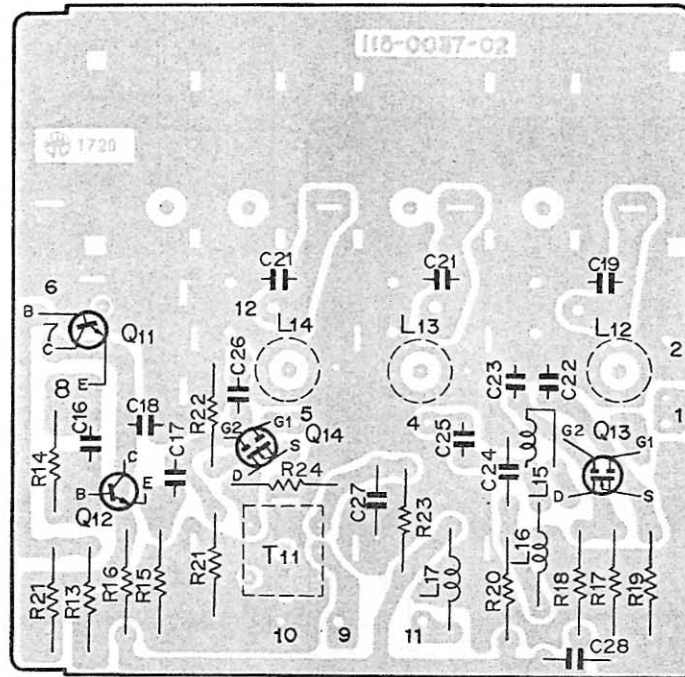 116-0037-02
1720
C21
C21
C19
6
12
L14
L13
L12
B
7
Q11
C
2
8
E
C26
C23
C22
R22
1
C16
C18
5
G1
G2
Q14
S
D
4
C25
G2
Q13
G1
R14
C17
C
B
E
Q12
R24
C27
R23
C24
L15
D
S
T11
L17
L16
R21
R13
R16
R15
R21
R20
R18
R17
R19
10
9
11
C28